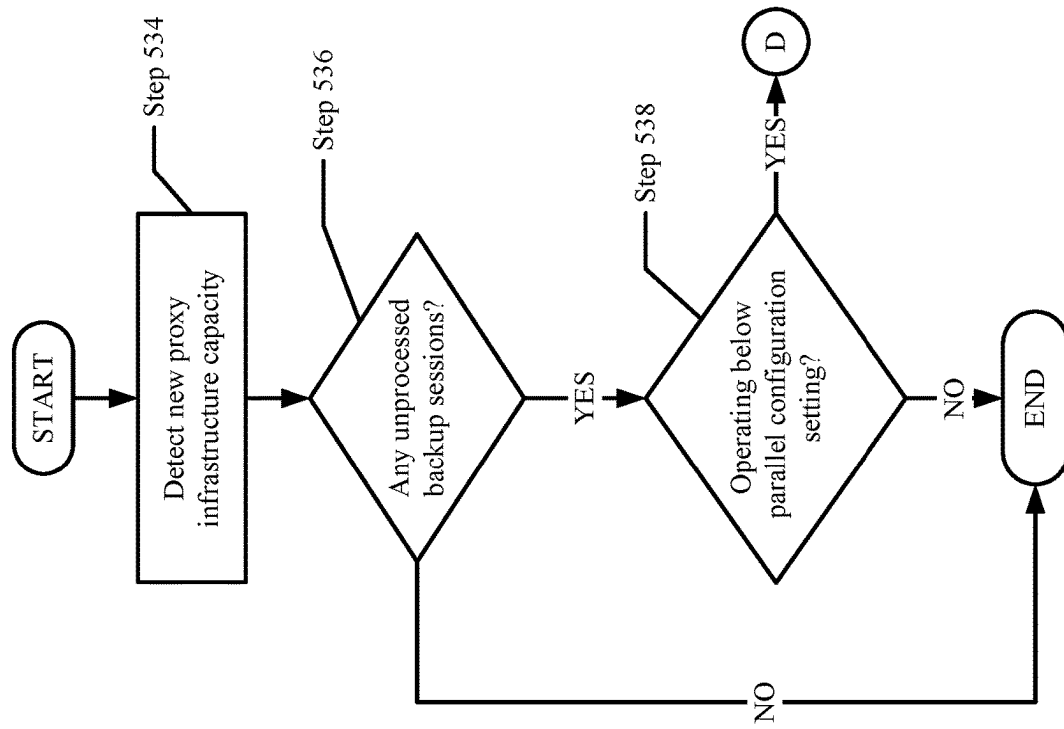 START
Step 534
Detect new proxy
infrastructure capacity
Step 536
Any unprocessed
backup sessions?
YES
NO
Step 538
Operating below
parallel configuration
setting?
YES
D
NO
END